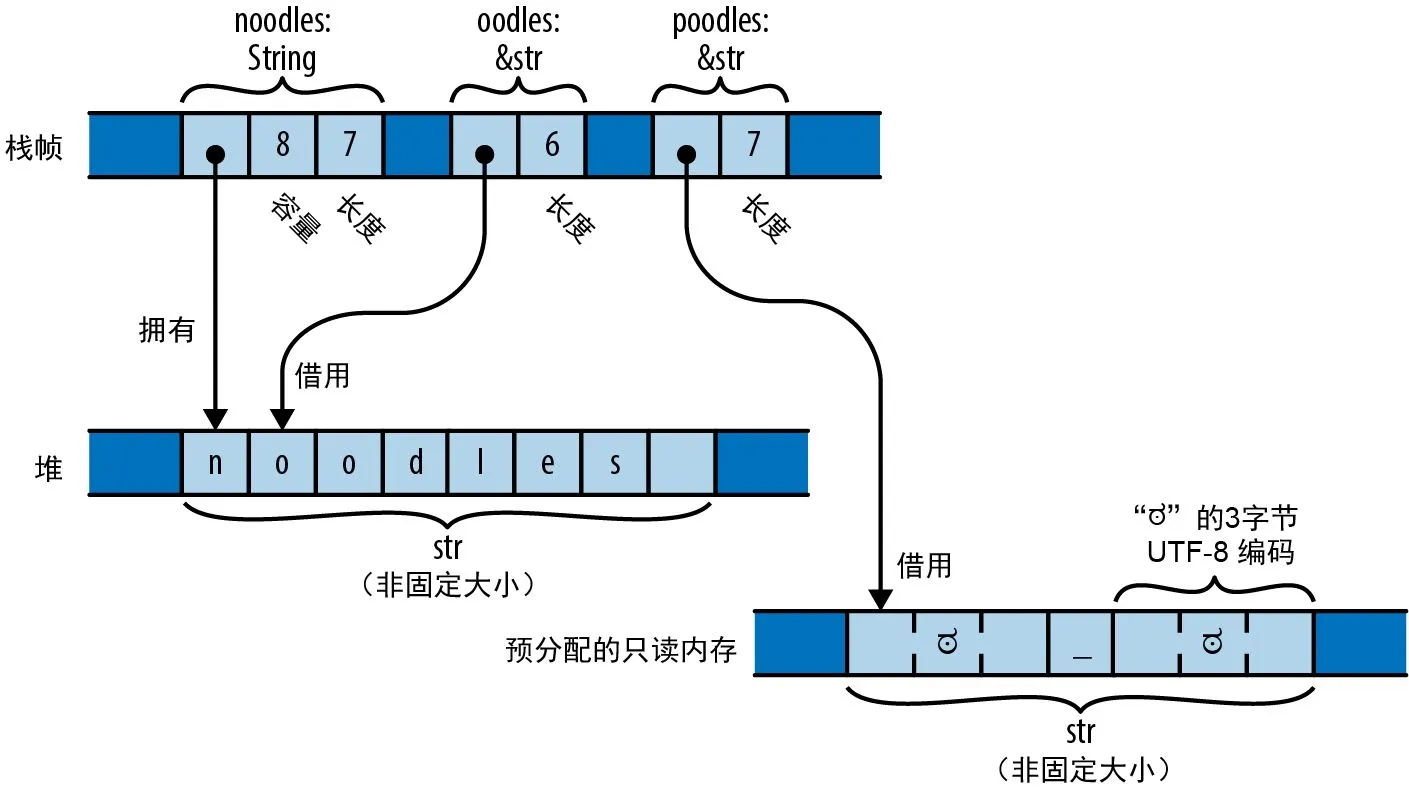 noodles:
String
oodles:
&str
poodles:
&str
栈帧
8 7
6
7
容量
长度
长度
长度
拥有
借用
堆
n o o d l e s
str
(非固定大小)
借用
“ಠ” 的3字节
UTF-8 编码
预分配的只读内存
ಠ _ ಠ
str
(非固定大小)